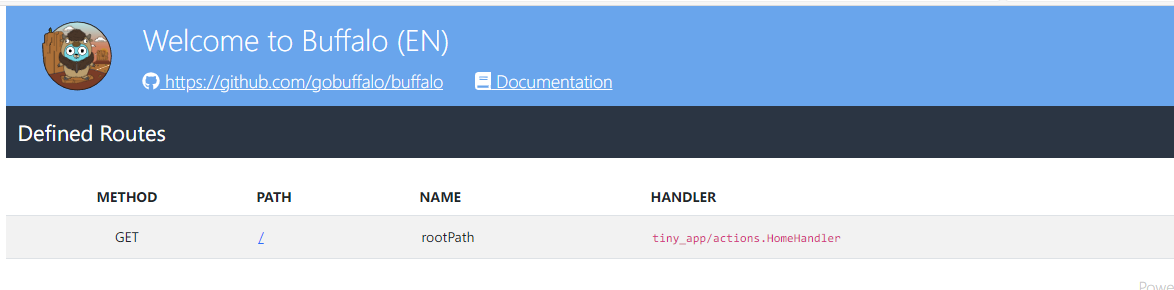 Welcome to Buffalo (EN)
https://github.com/gobuffalo/buffalo Documentation
Defined Routes
METHOD PATH NAME HANDLER
GET / rootPath tiny_app/actions.HomeHandler